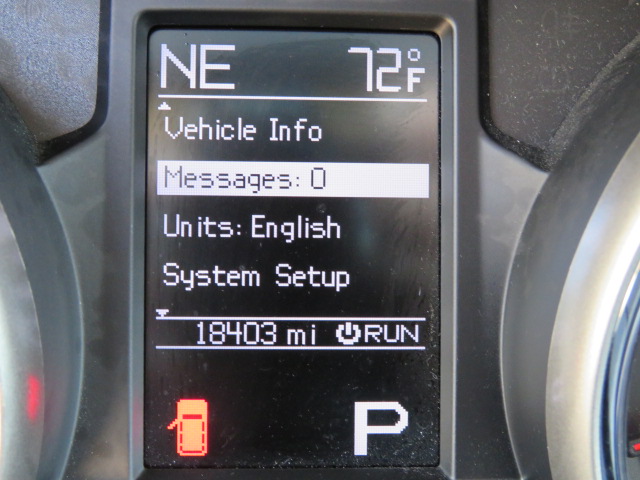 NE 72°F
Vehicle Info
Messages: 0
Units: English
System Setup
18403 mi RUN
P